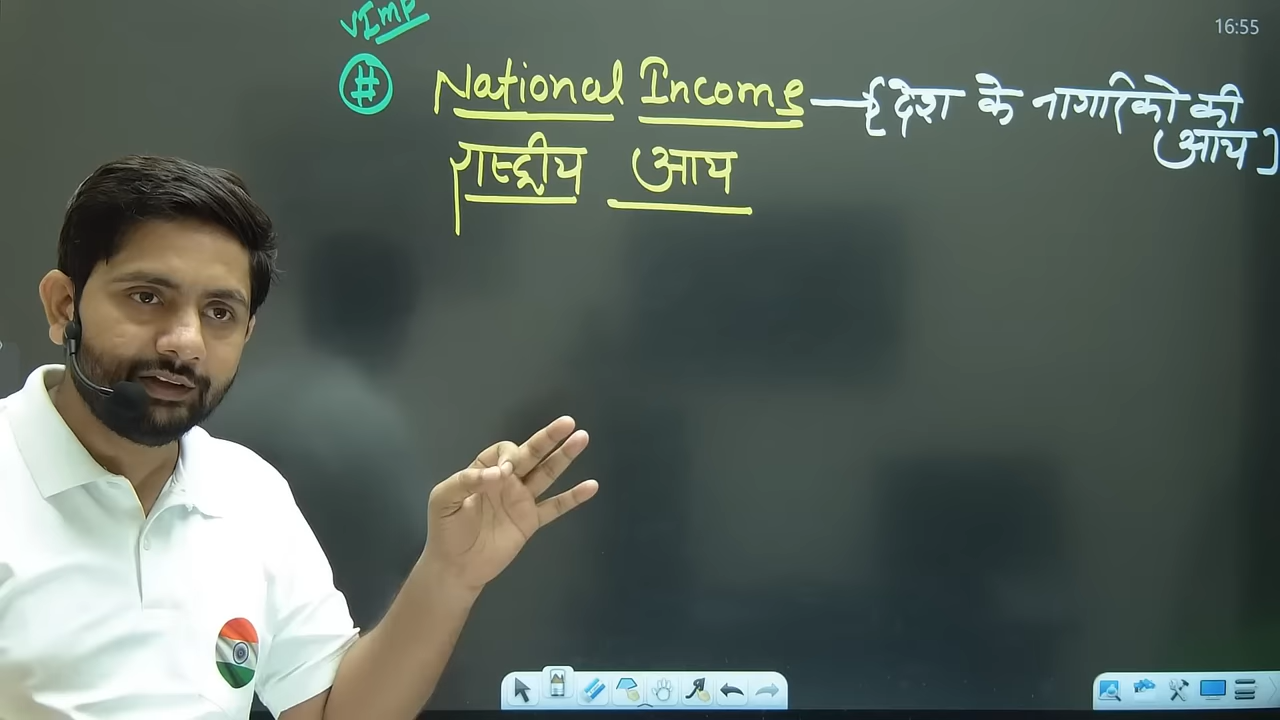 VImp
16:55
# National Income — {देश के नागरिको की
(आय]
राष्ट्रीय आय